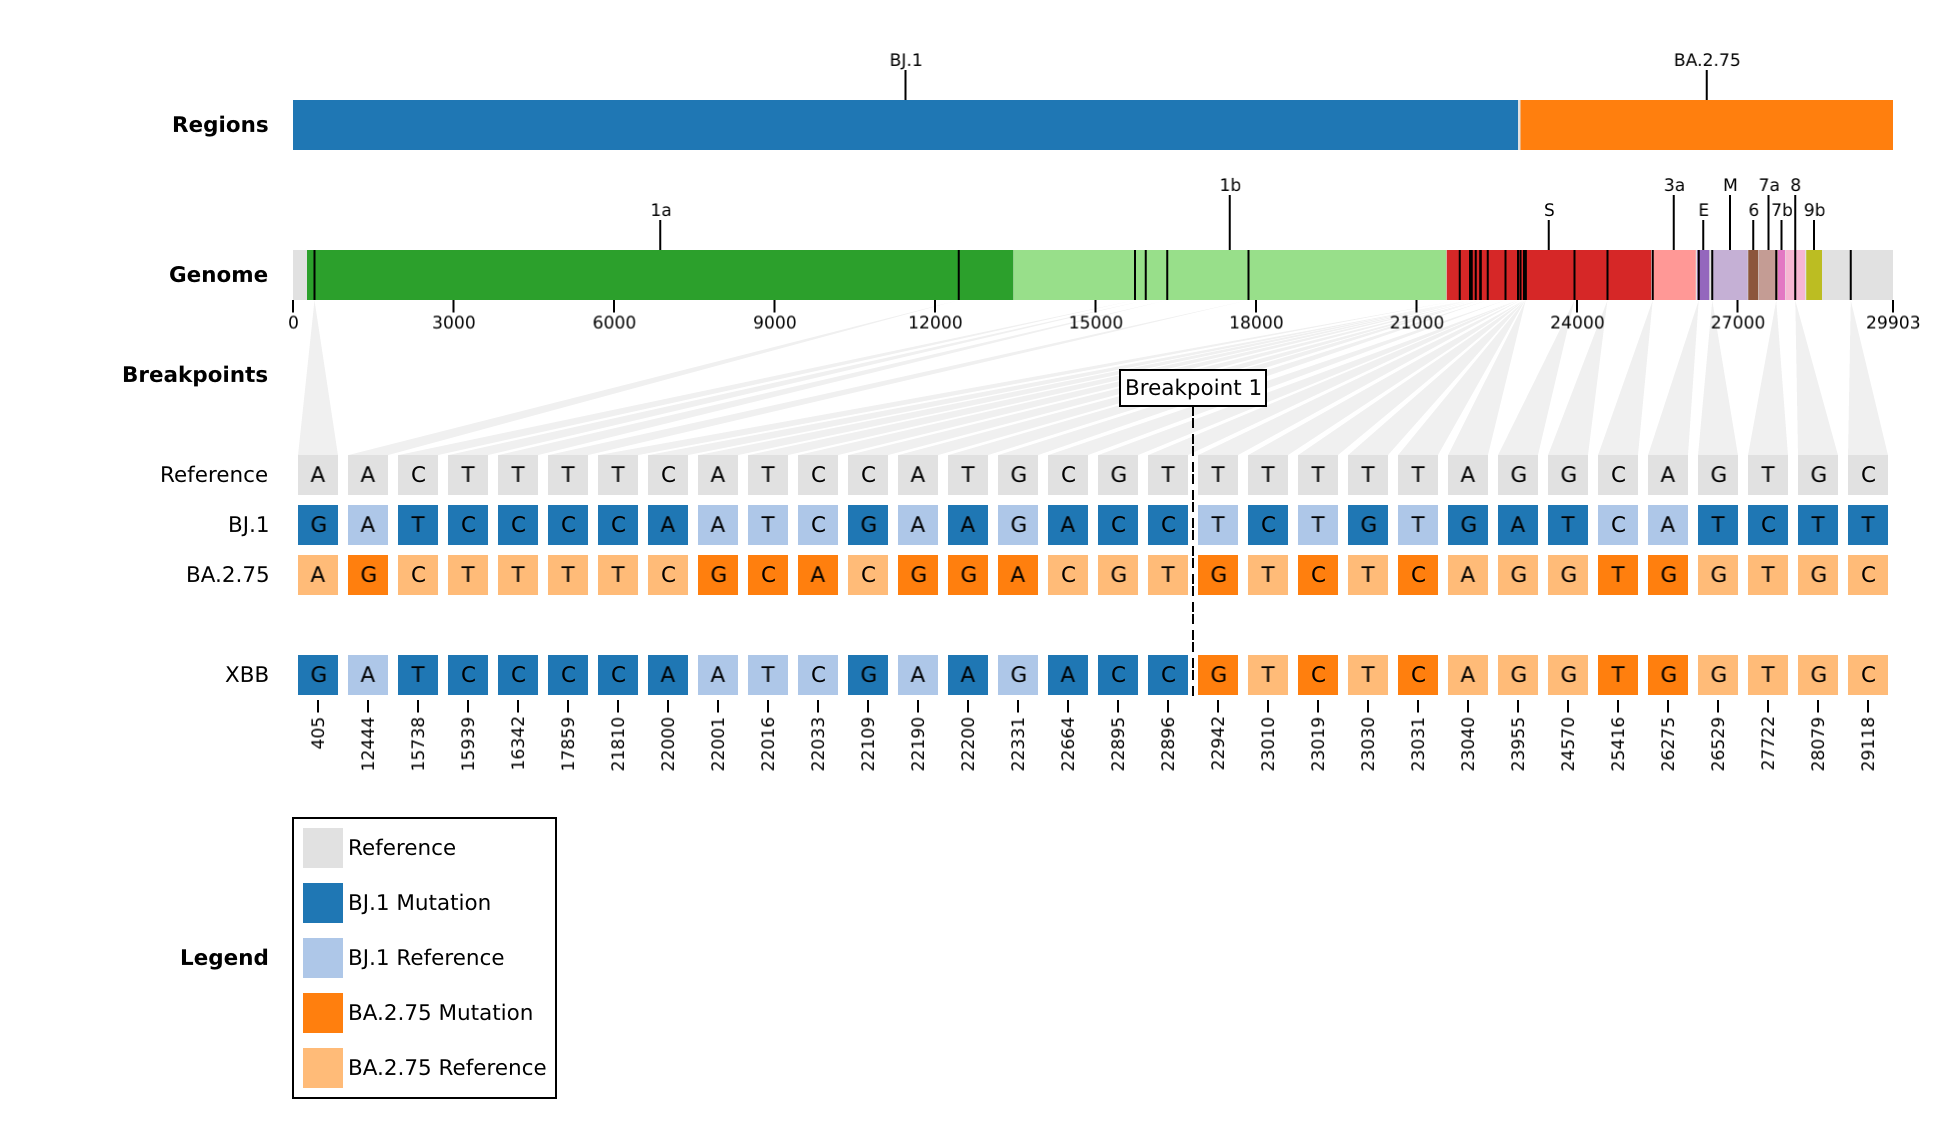 BJ.1 BA.2.75
Regions
1b 3a M 7a 8
1a S E 6 7b 9b
Genome
0 3000 6000 9000 12000 15000 18000 21000 24000 27000 29903
Breakpoints
Breakpoint 1
Reference A A C T T T T C A T C C A T G C G T T T T T T A G G C A G T G C
BJ.1 G A T C C C C A A T C G A A G A C C T C T G T G A T C A T C T T
BA.2.75 A G C T T T T C G C A C G G A C G T G T C T C A G G T G G T G C
XBB G A T C C C C A A T C G A A G A C C G T C T C A G G T G G T G C
405 12444 15738 15939 16342 17859 21810 22000 22001 22016 22033 22109 22190 22200 22331 22664 22895 22896 22942 23010 23019 23030 23031 23040 23955 24570 25416 26275 26529 27722 28079 29118
Reference
BJ.1 Mutation
Legend
BJ.1 Reference
BA.2.75 Mutation
BA.2.75 Reference